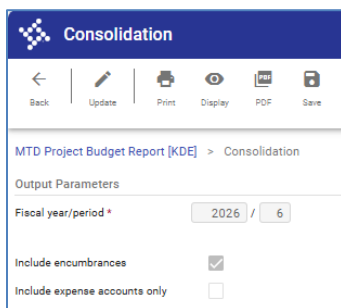 Consolidation
Back Update Print Display PDF Save
MTD Project Budget Report [KDE] > Consolidation
Output Parameters
Fiscal year/period * 2026 / 6
Include encumbrances
Include expense accounts only